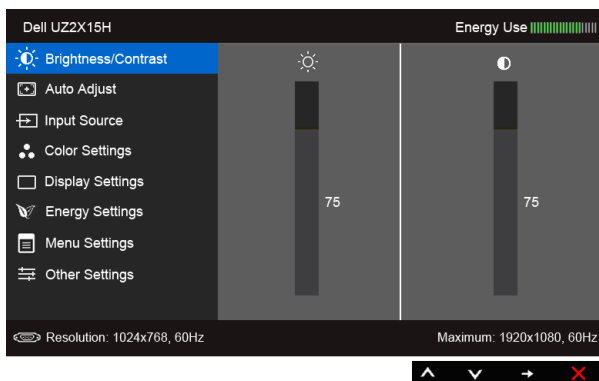 Dell UZ2X15H Energy Use
Brightness/Contrast
Auto Adjust
Input Source
Color Settings
Display Settings
75 75
Energy Settings
Menu Settings
Other Settings
Resolution: 1024x768, 60Hz Maximum: 1920x1080, 60Hz